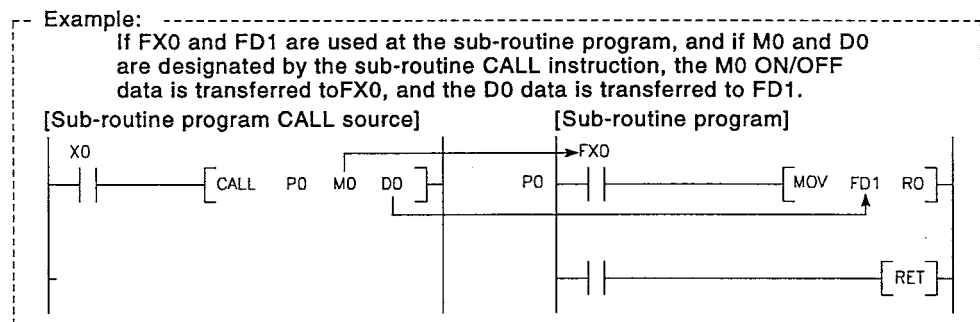 Example:
If FX0 and FD1 are used at the sub-routine program, and if M0 and D0
are designated by the sub-routine CALL instruction, the M0 ON/OFF
data is transferred toFX0, and the D0 data is transferred to FD1.
[Sub-routine program CALL source] [Sub-routine program]
X0 FX0
CALL P0 M0 D0 P0 MOV FD1 R0
RET